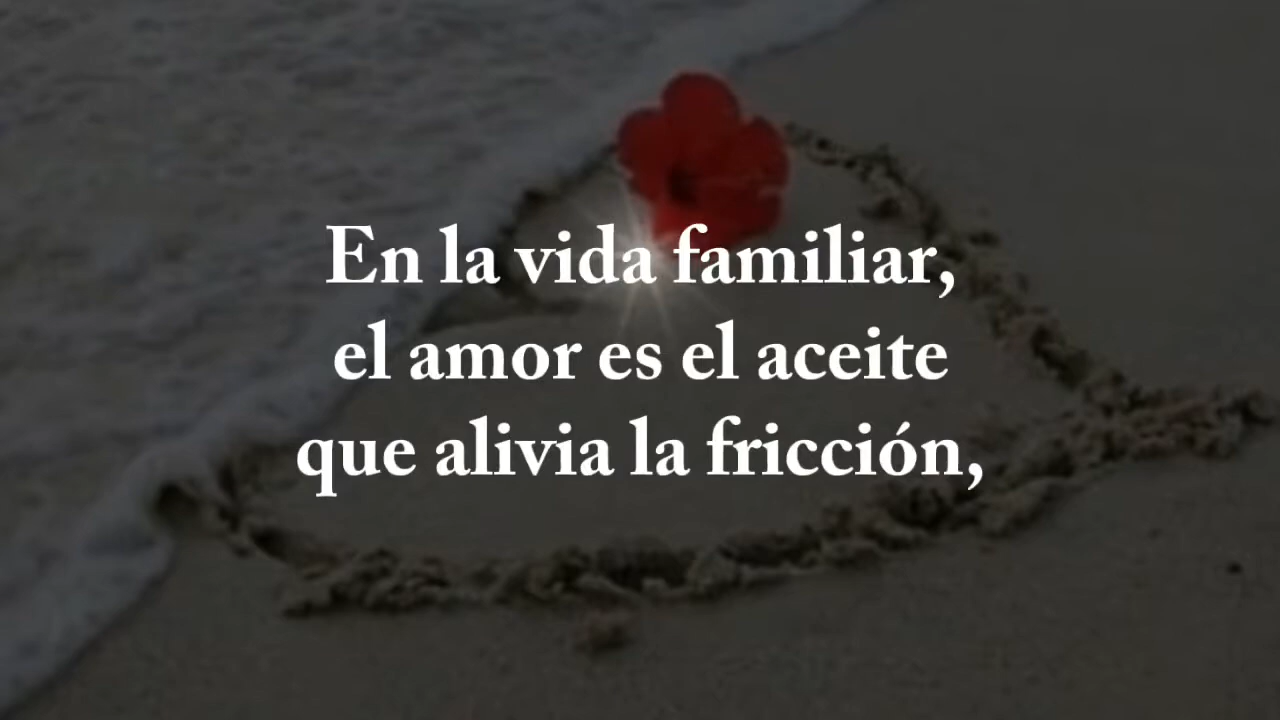 En la vida familiar,
el amor es el aceite
que alivia la fricción,